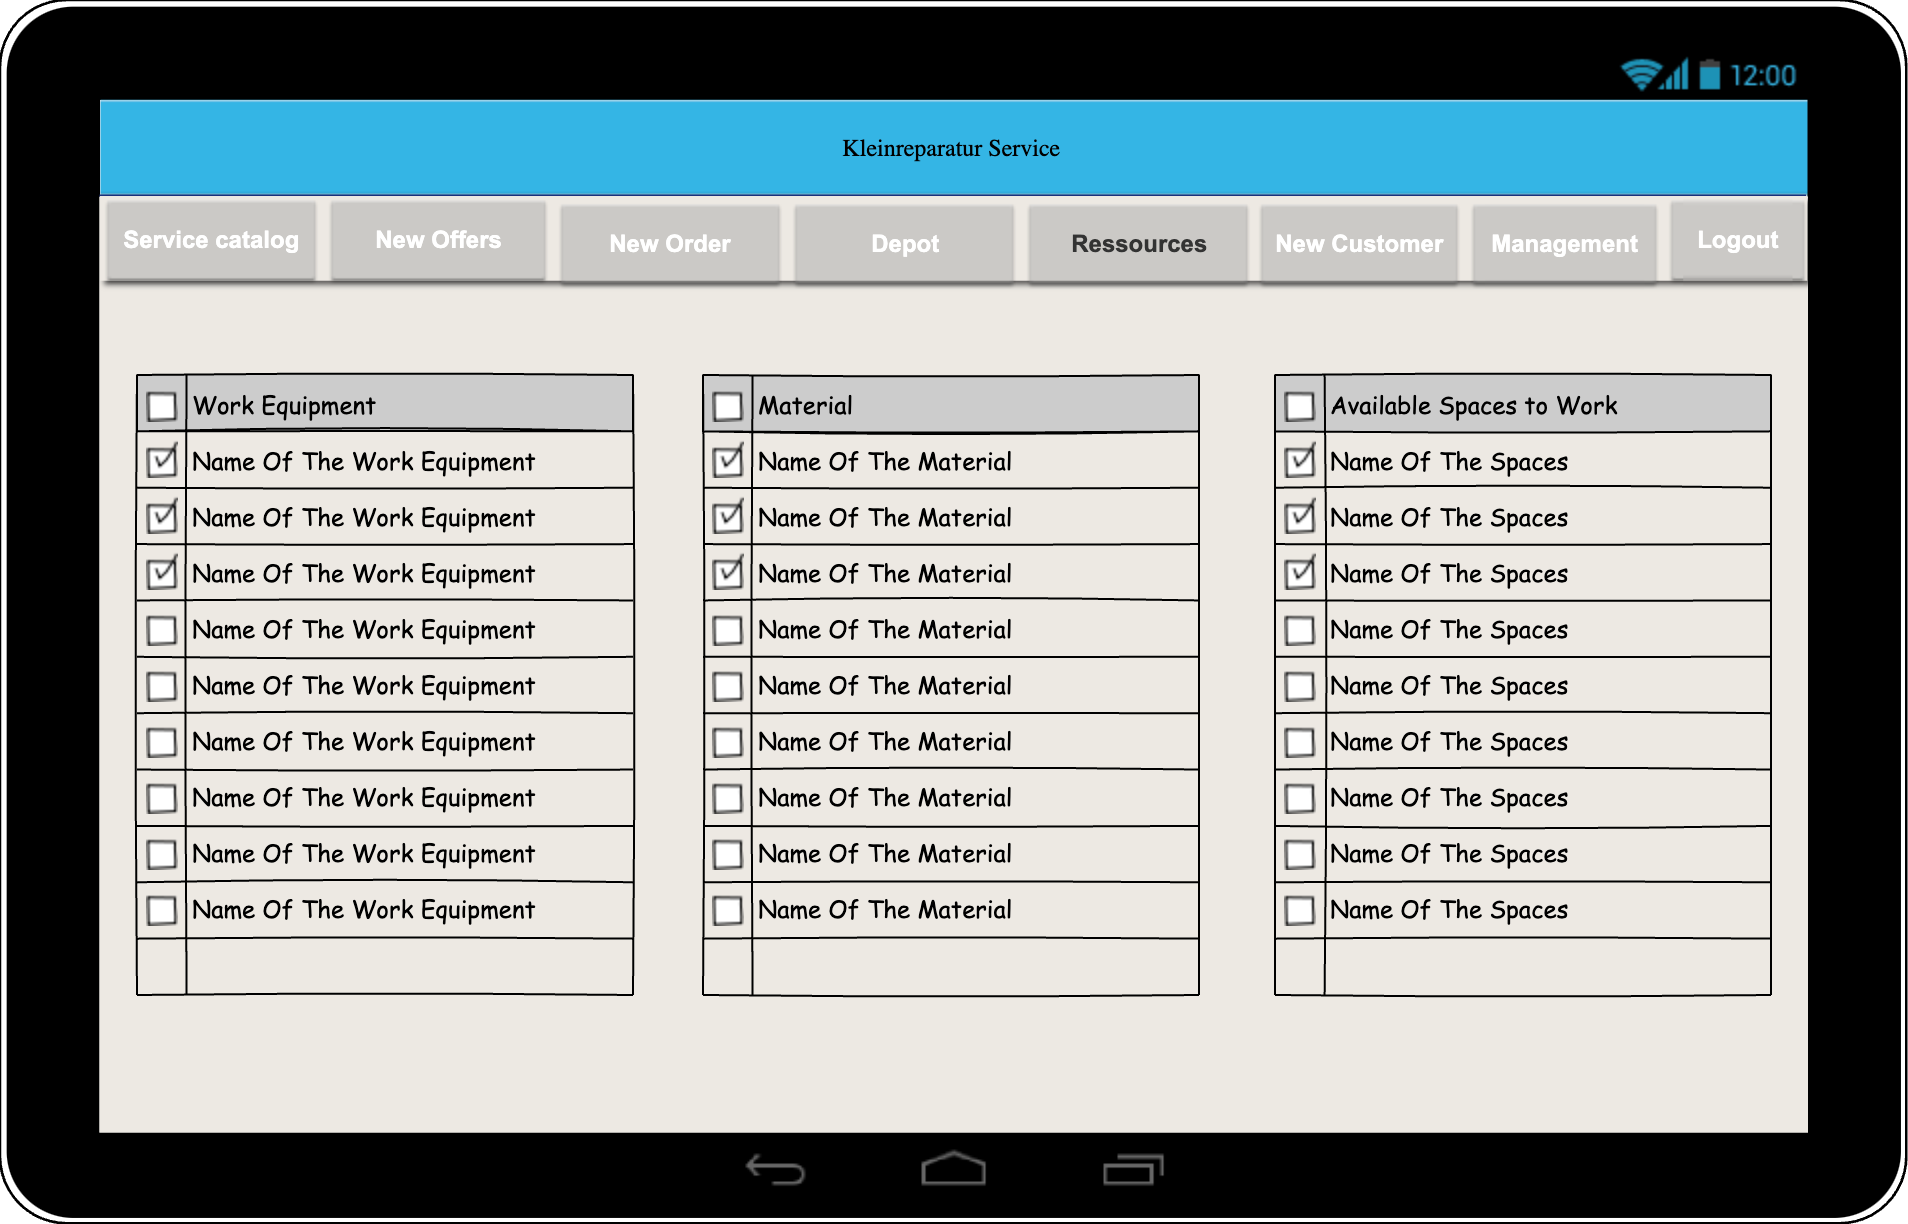 12:00
Kleinreparatur Service
Service catalog New Offers New Order Depot Ressources New Customer Management Logout
Work Equipment
Name Of The Work Equipment
Name Of The Work Equipment
Name Of The Work Equipment
Name Of The Work Equipment
Name Of The Work Equipment
Name Of The Work Equipment
Name Of The Work Equipment
Name Of The Work Equipment
Name Of The Work Equipment
Material
Name Of The Material
Name Of The Material
Name Of The Material
Name Of The Material
Name Of The Material
Name Of The Material
Name Of The Material
Name Of The Material
Name Of The Material
Available Spaces to Work
Name Of The Spaces
Name Of The Spaces
Name Of The Spaces
Name Of The Spaces
Name Of The Spaces
Name Of The Spaces
Name Of The Spaces
Name Of The Spaces
Name Of The Spaces